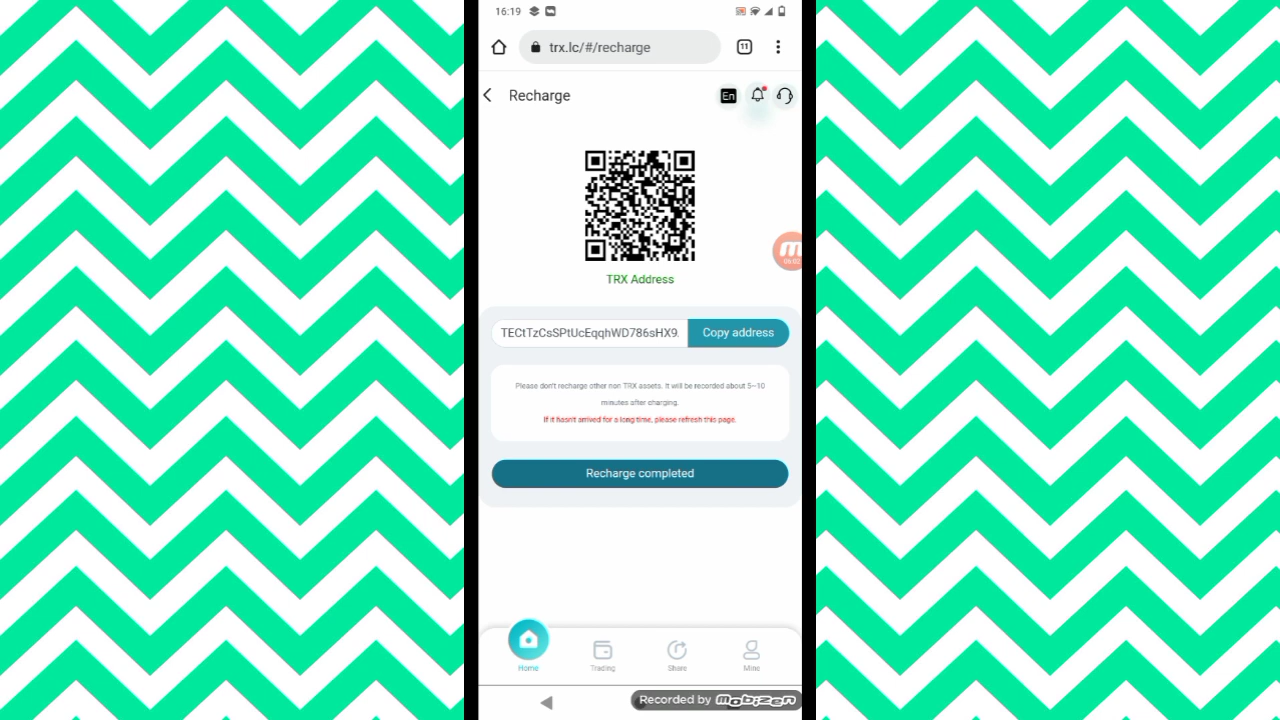 16:19
trx.lc/#/recharge
11
Recharge
En
TRX Address
TECtTzCsSPtUcEqqhWD786sHX9.
Copy address
06:02
Please don't recharge other non TRX assets. It will be recorded about 5~10
minutes after charging.
If it hasn't arrived for a long time, please refresh this page.
Recharge completed
Home
Trading
Share
Mine
Recorded by mobizen